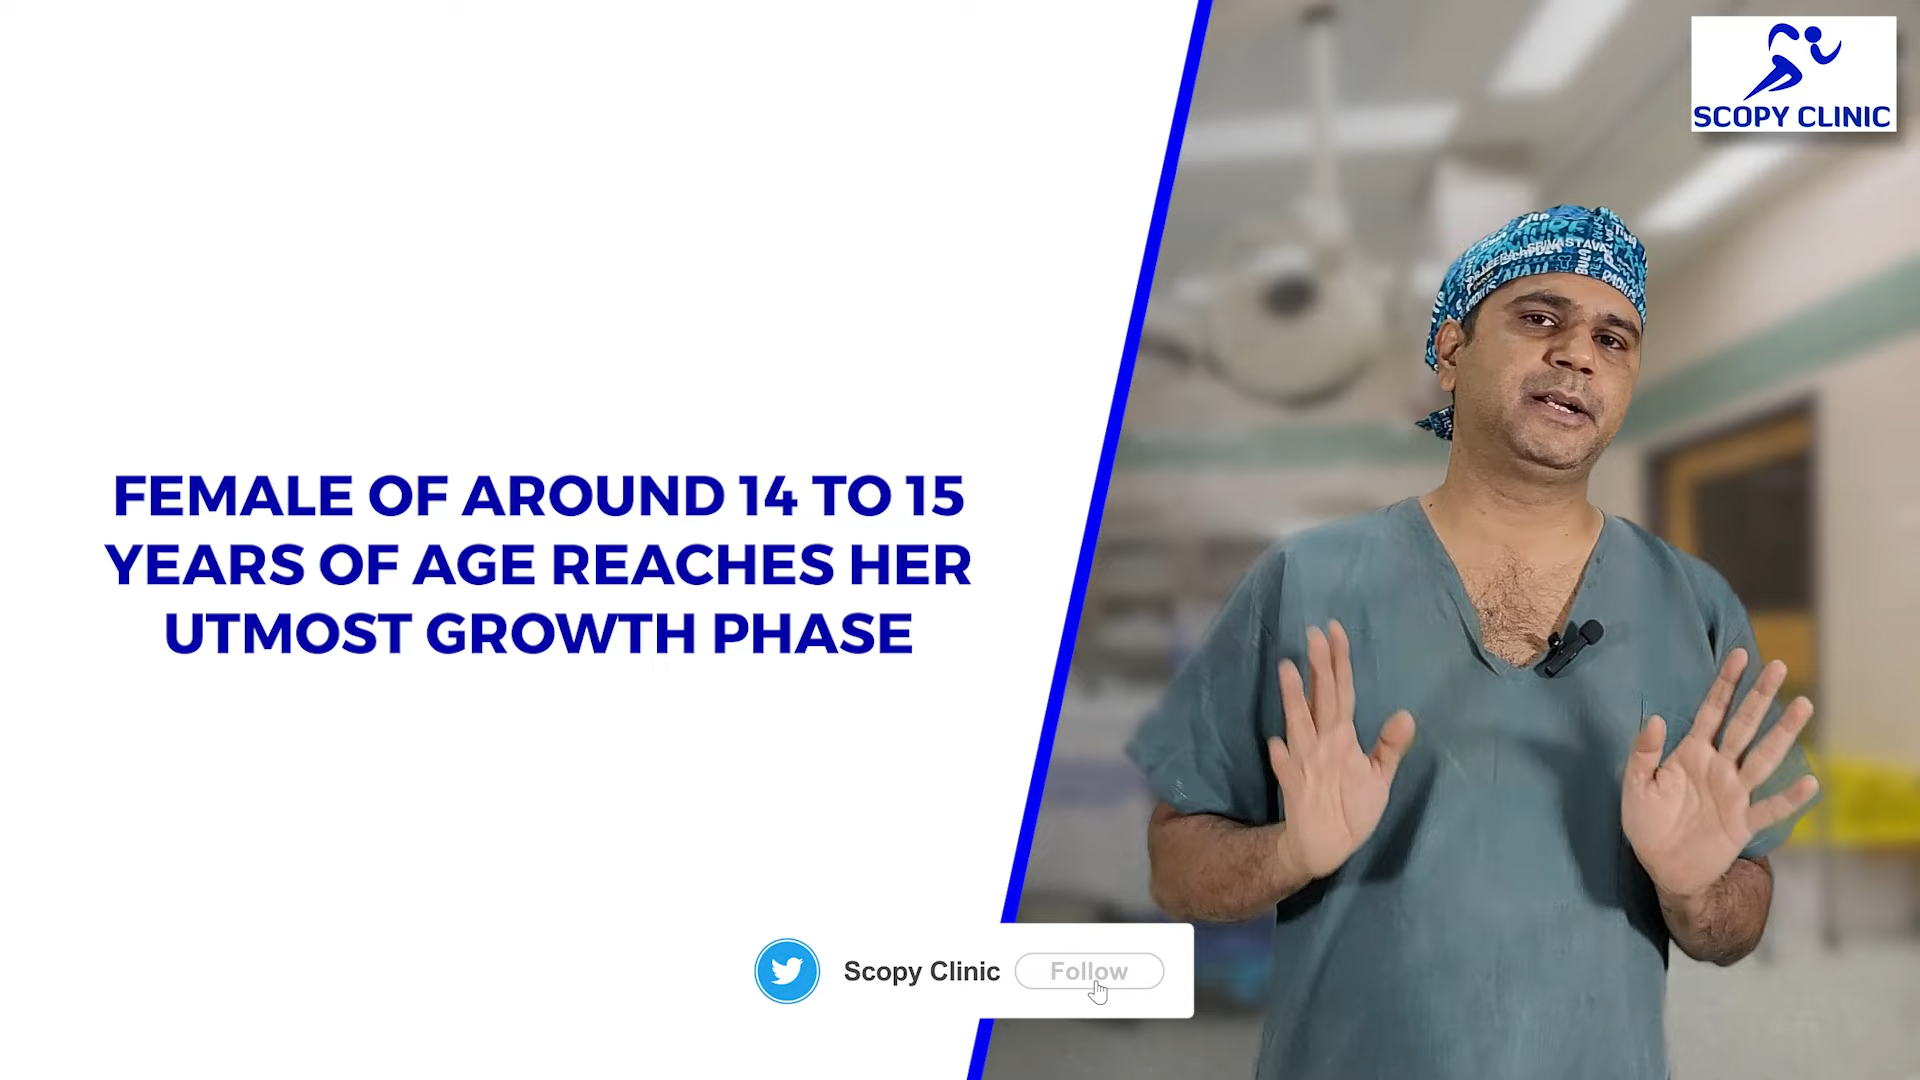 SCOPY CLINIC
SRIVASTAVA
FEMALE OF AROUND 14 TO 15
YEARS OF AGE REACHES HER
UTMOST GROWTH PHASE
Scopy Clinic Follow